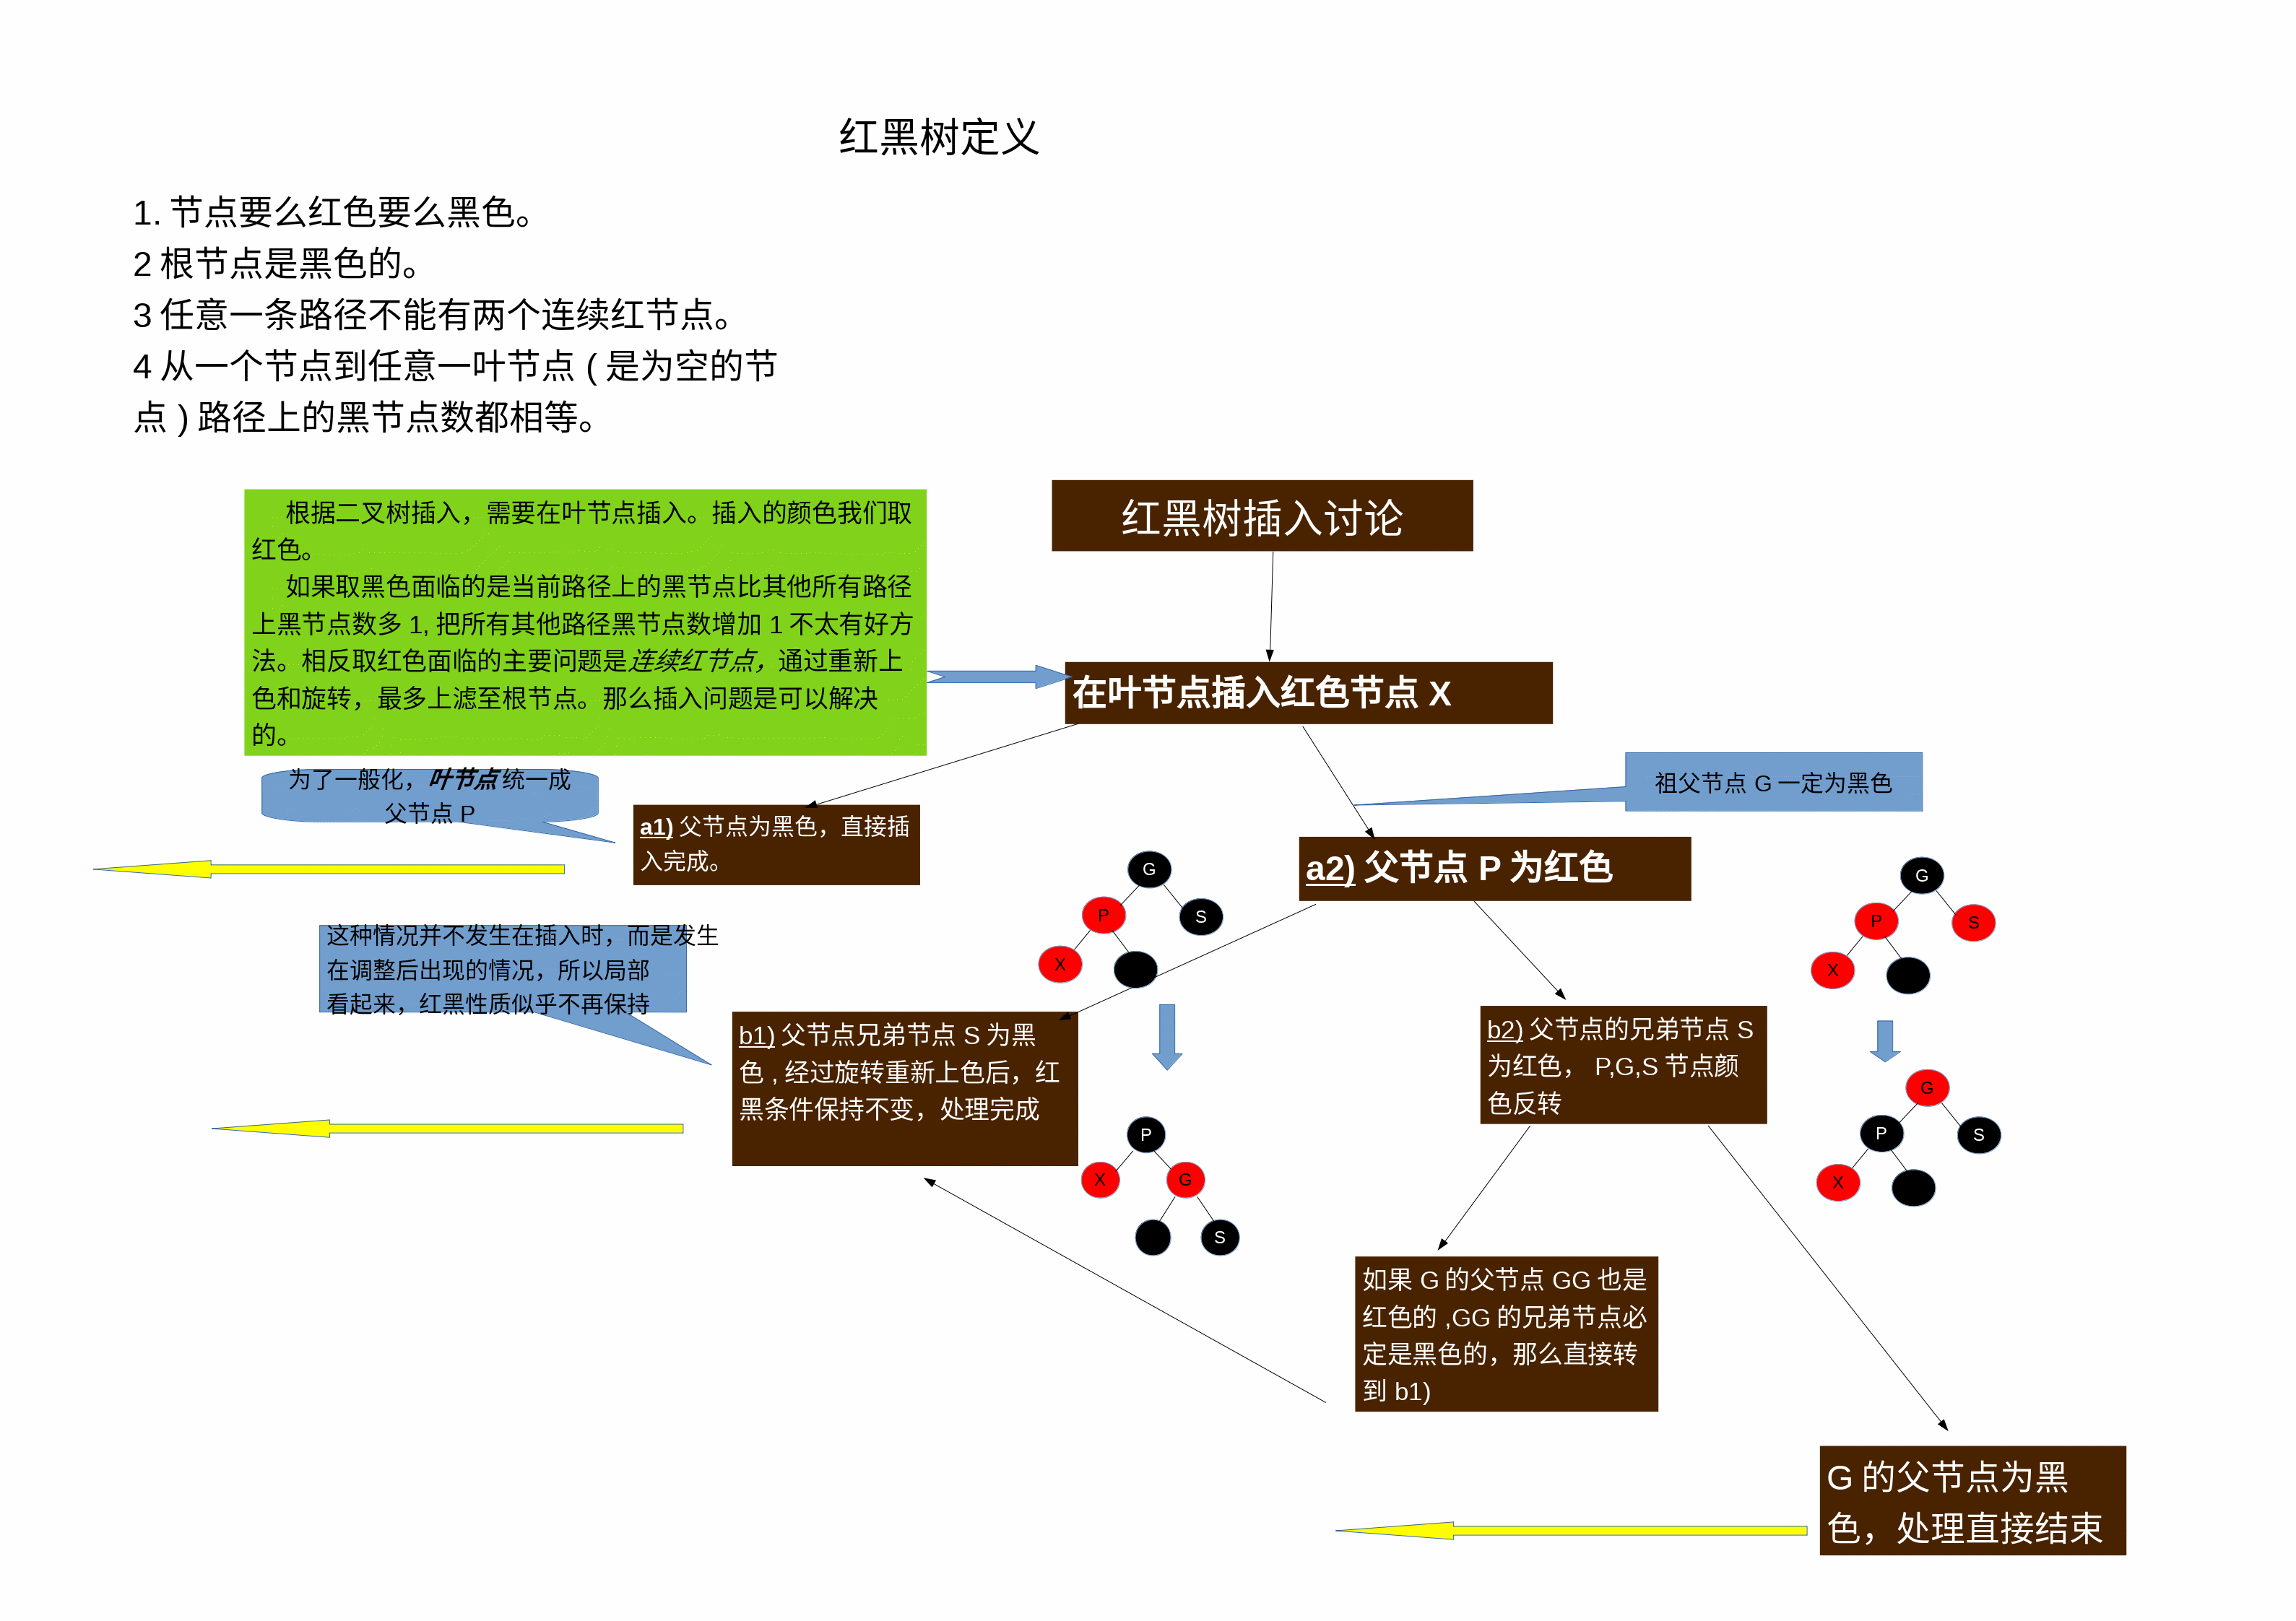 红黑树定义
1. 节点要么红色要么黑色。
2 根节点是黑色的。
3 任意一条路径不能有两个连续红节点。
4 从一个节点到任意一叶节点 ( 是为空的节
点 ) 路径上的黑节点数都相等。
红黑树插入讨论
根据二叉树插入，需要在叶节点插入。插入的颜色我们取
红色。
如果取黑色面临的是当前路径上的黑节点比其他所有路径
上黑节点数多 1, 把所有其他路径黑节点数增加 1 不太有好方
法。相反取红色面临的主要问题是连续红节点，通过重新上
色和旋转，最多上滤至根节点。那么插入问题是可以解决
的。
在叶节点插入红色节点 X
为了一般化，叶节点统一成
父节点 P
祖父节点 G 一定为黑色
a1) 父节点为黑色，直接插
入完成。
a2) 父节点 P 为红色
G
P
S
X
G
P
S
X
这种情况并不发生在插入时，而是发生
在调整后出现的情况，所以局部
看起来，红黑性质似乎不再保持
b1) 父节点兄弟节点 S 为黑
色 , 经过旋转重新上色后，红
黑条件保持不变，处理完成
b2) 父节点的兄弟节点 S
为红色， P,G,S 节点颜
色反转
P
X
G
S
G
P
S
X
如果 G 的父节点 GG 也是
红色的 ,GG 的兄弟节点必
定是黑色的，那么直接转
到 b1)
G 的父节点为黑
色，处理直接结束